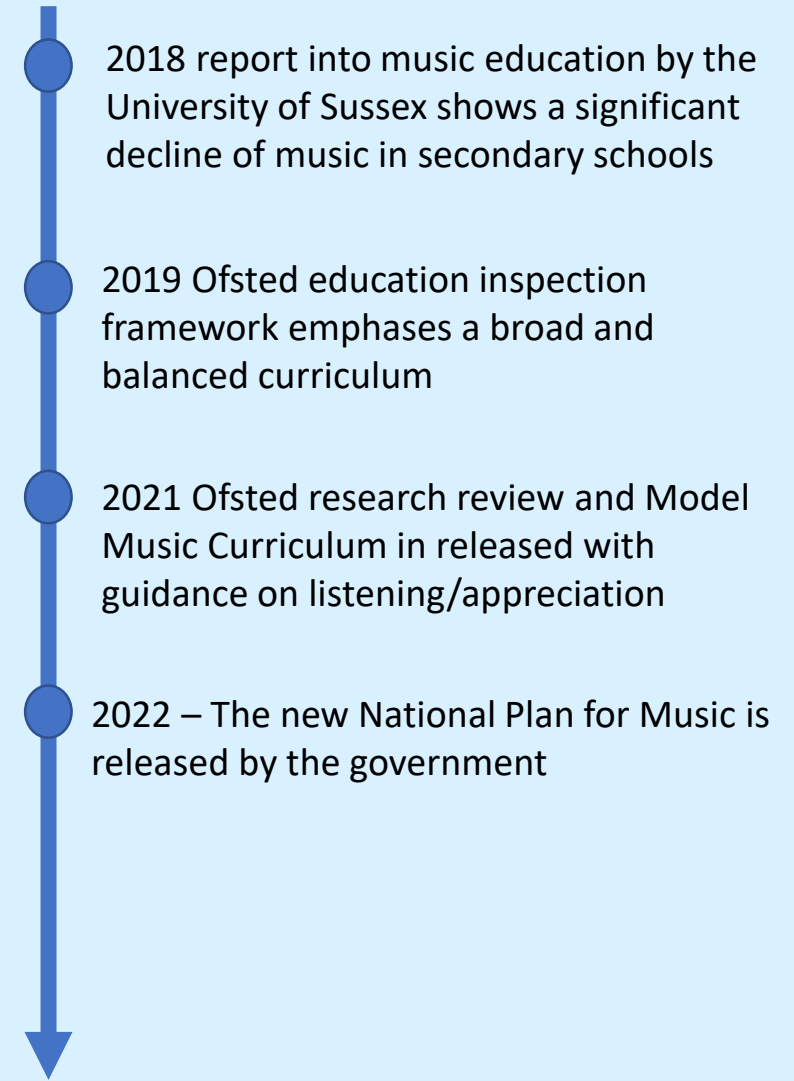 2018 report into music education by the
University of Sussex shows a significant
decline of music in secondary schools
2019 Ofsted education inspection
framework emphases a broad and
balanced curriculum
2021 Ofsted research review and Model
Music Curriculum in released with
guidance on listening/appreciation
2022 – The new National Plan for Music is
released by the government